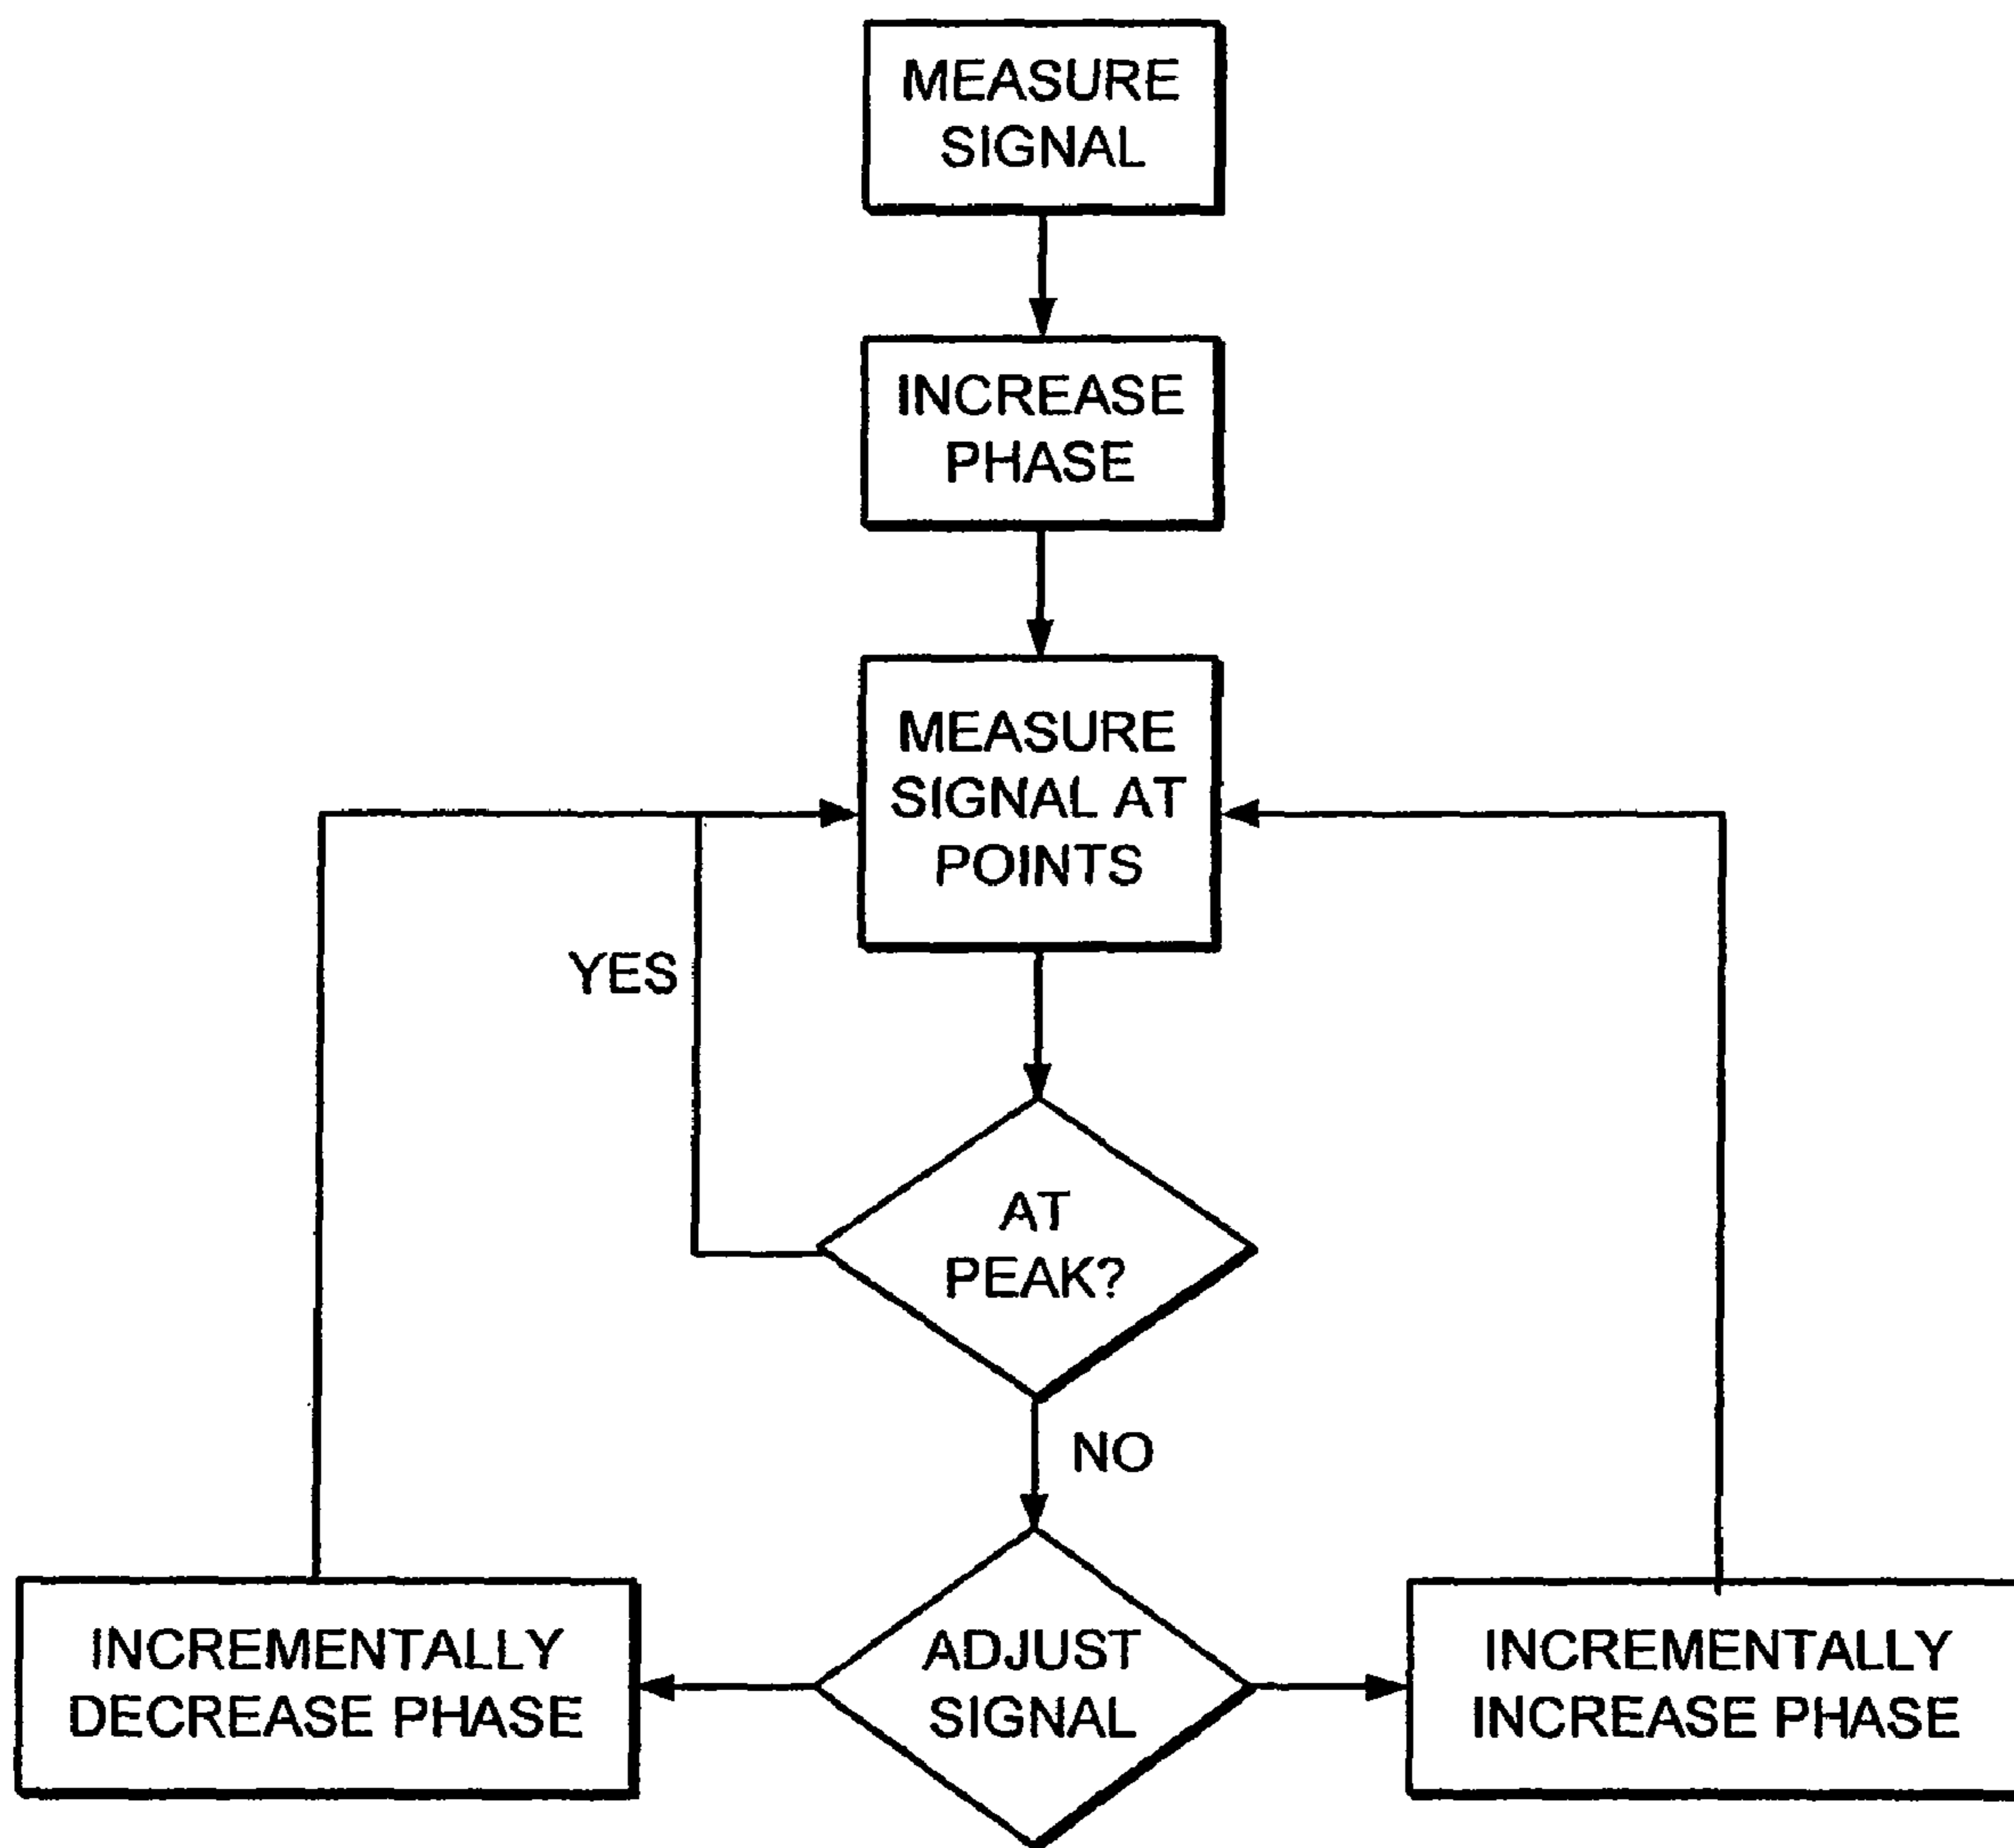 MEASURE
SIGNAL
INCREASE
PHASE
MEASURE
SIGNAL AT
POINTS
YES
AT
PEAK?
NO
INCREMENTALLY
DECREASE PHASE
ADJUST
SIGNAL
INCREMENTALLY
INCREASE PHASE